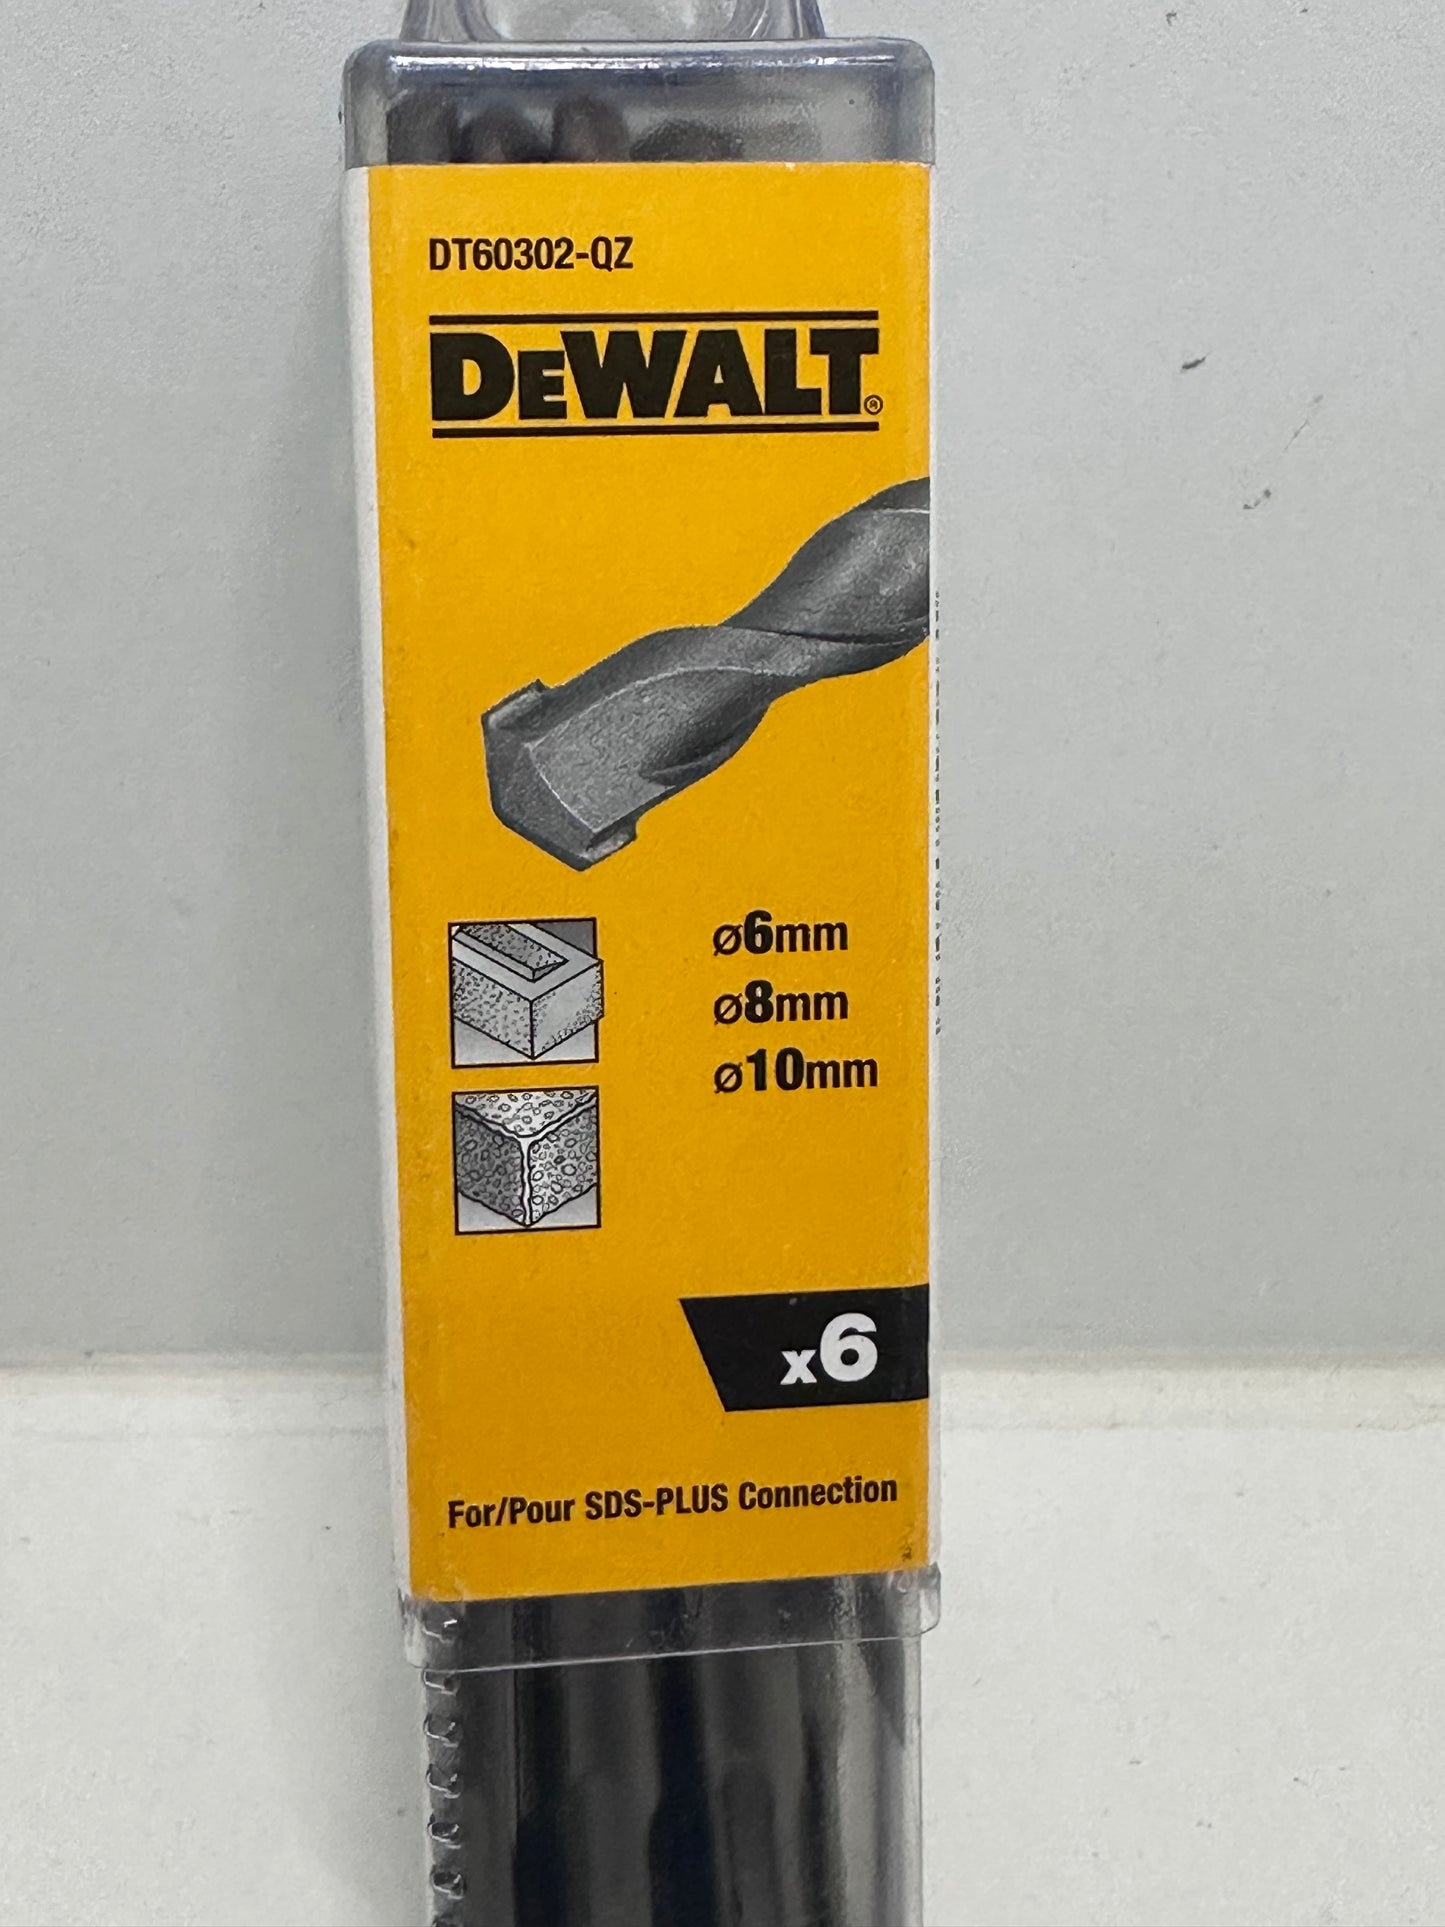 DT60302-QZ
DEWALT®
ø6mm
ø8mm
ø10mm
x6
For/Pour SDS-PLUS Connection